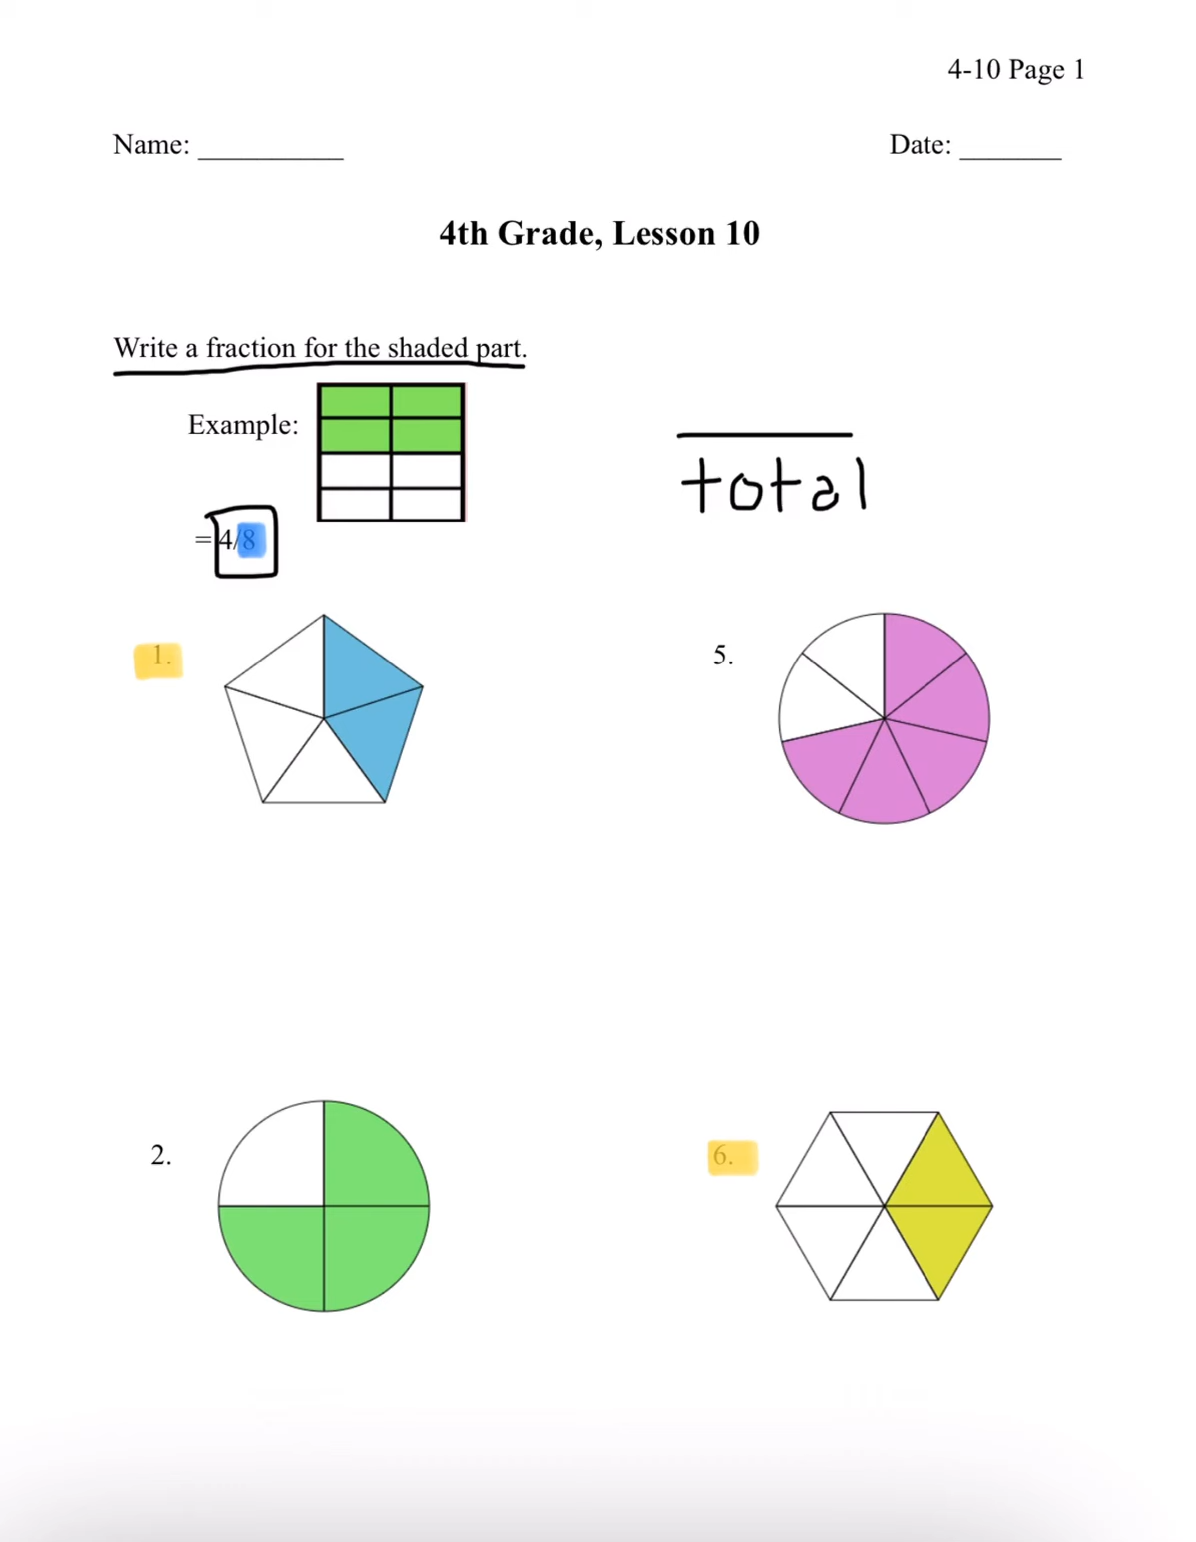 4-10 Page 1
Name: __________ Date: _______
4th Grade, Lesson 10
Write a fraction for the shaded part.
Example:
total
= 4/8
1.
5.
2.
6.